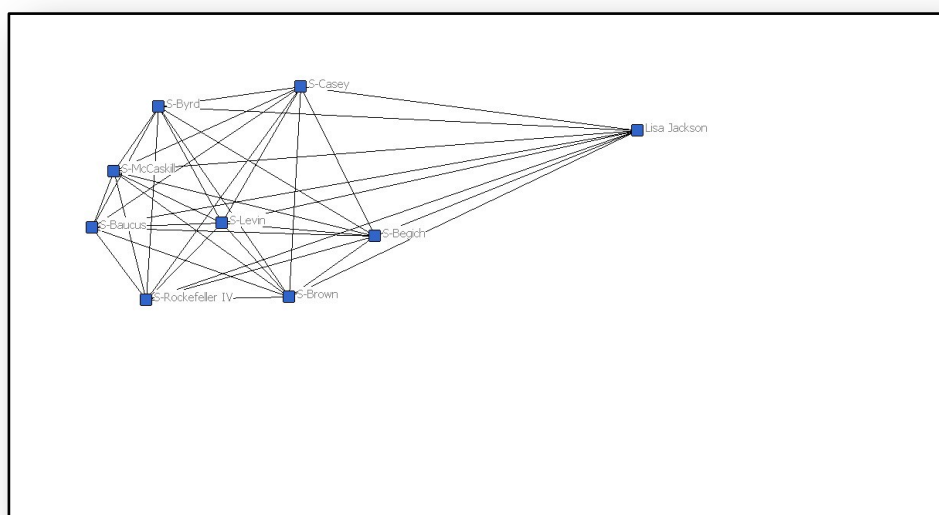 S-Casey
S-Byrd
Lisa Jackson
S-McCaskill
S-Levin
S-Baucus
S-Begich
S-Rockefeller IV
S-Brown